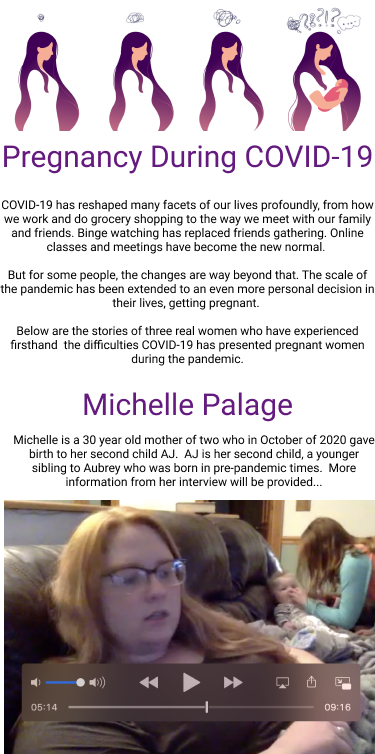 Pregnancy During COVID-19
COVID-19 has reshaped many facets of our lives profoundly, from how
we work and do grocery shopping to the way we meet with our family
and friends. Binge watching has replaced friends gathering. Online
classes and meetings have become the new normal.
But for some people, the changes are way beyond that. The scale of
the pandemic has been extended to an even more personal decision in
their lives, getting pregnant.
Below are the stories of three real women who have experienced
firsthand  the difficulties COVID-19 has presented pregnant women
during the pandemic.
Michelle Palage
Michelle is a 30 year old mother of two who in October of 2020 gave
birth to her second child AJ.  AJ is her second child, a younger
sibling to Aubrey who was born in pre-pandemic times.  More
information from her interview will be provided...
05:14 09:16